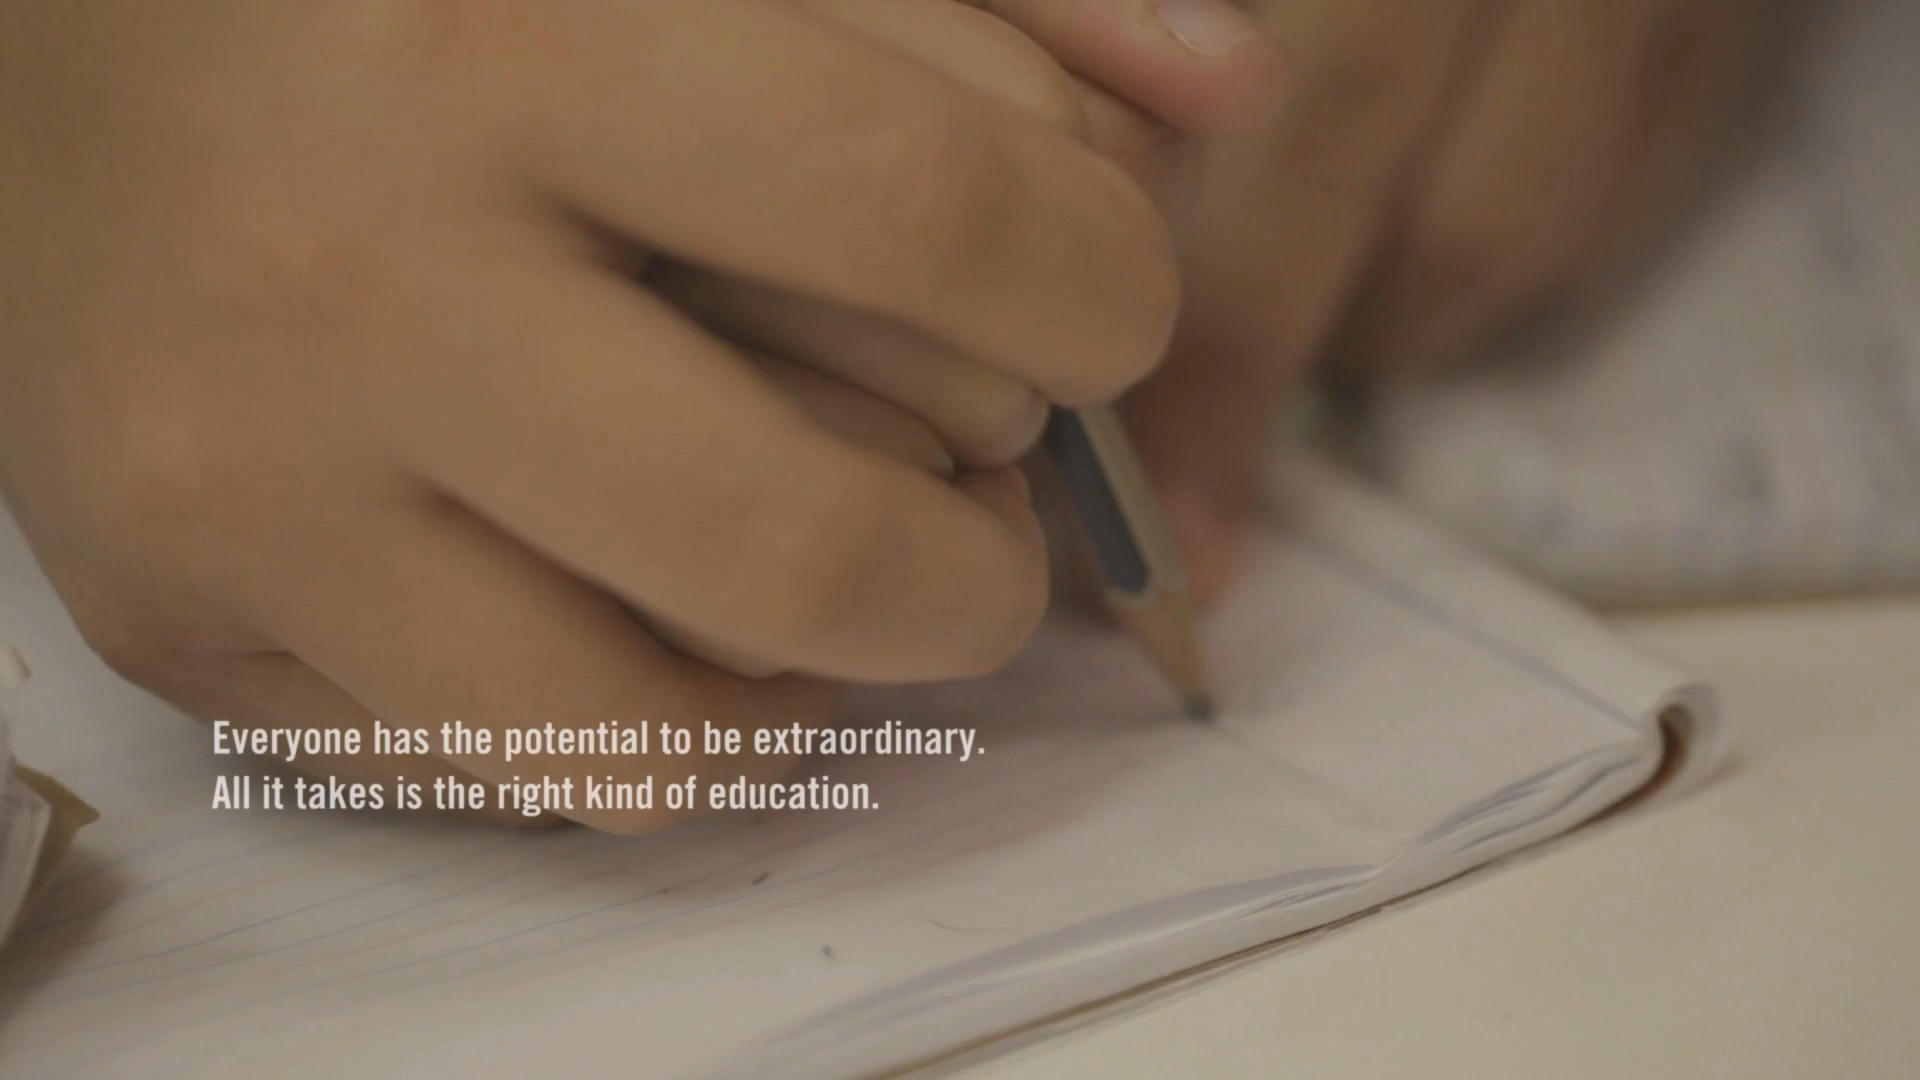 Everyone has the potential to be extraordinary.
All it takes is the right kind of education.